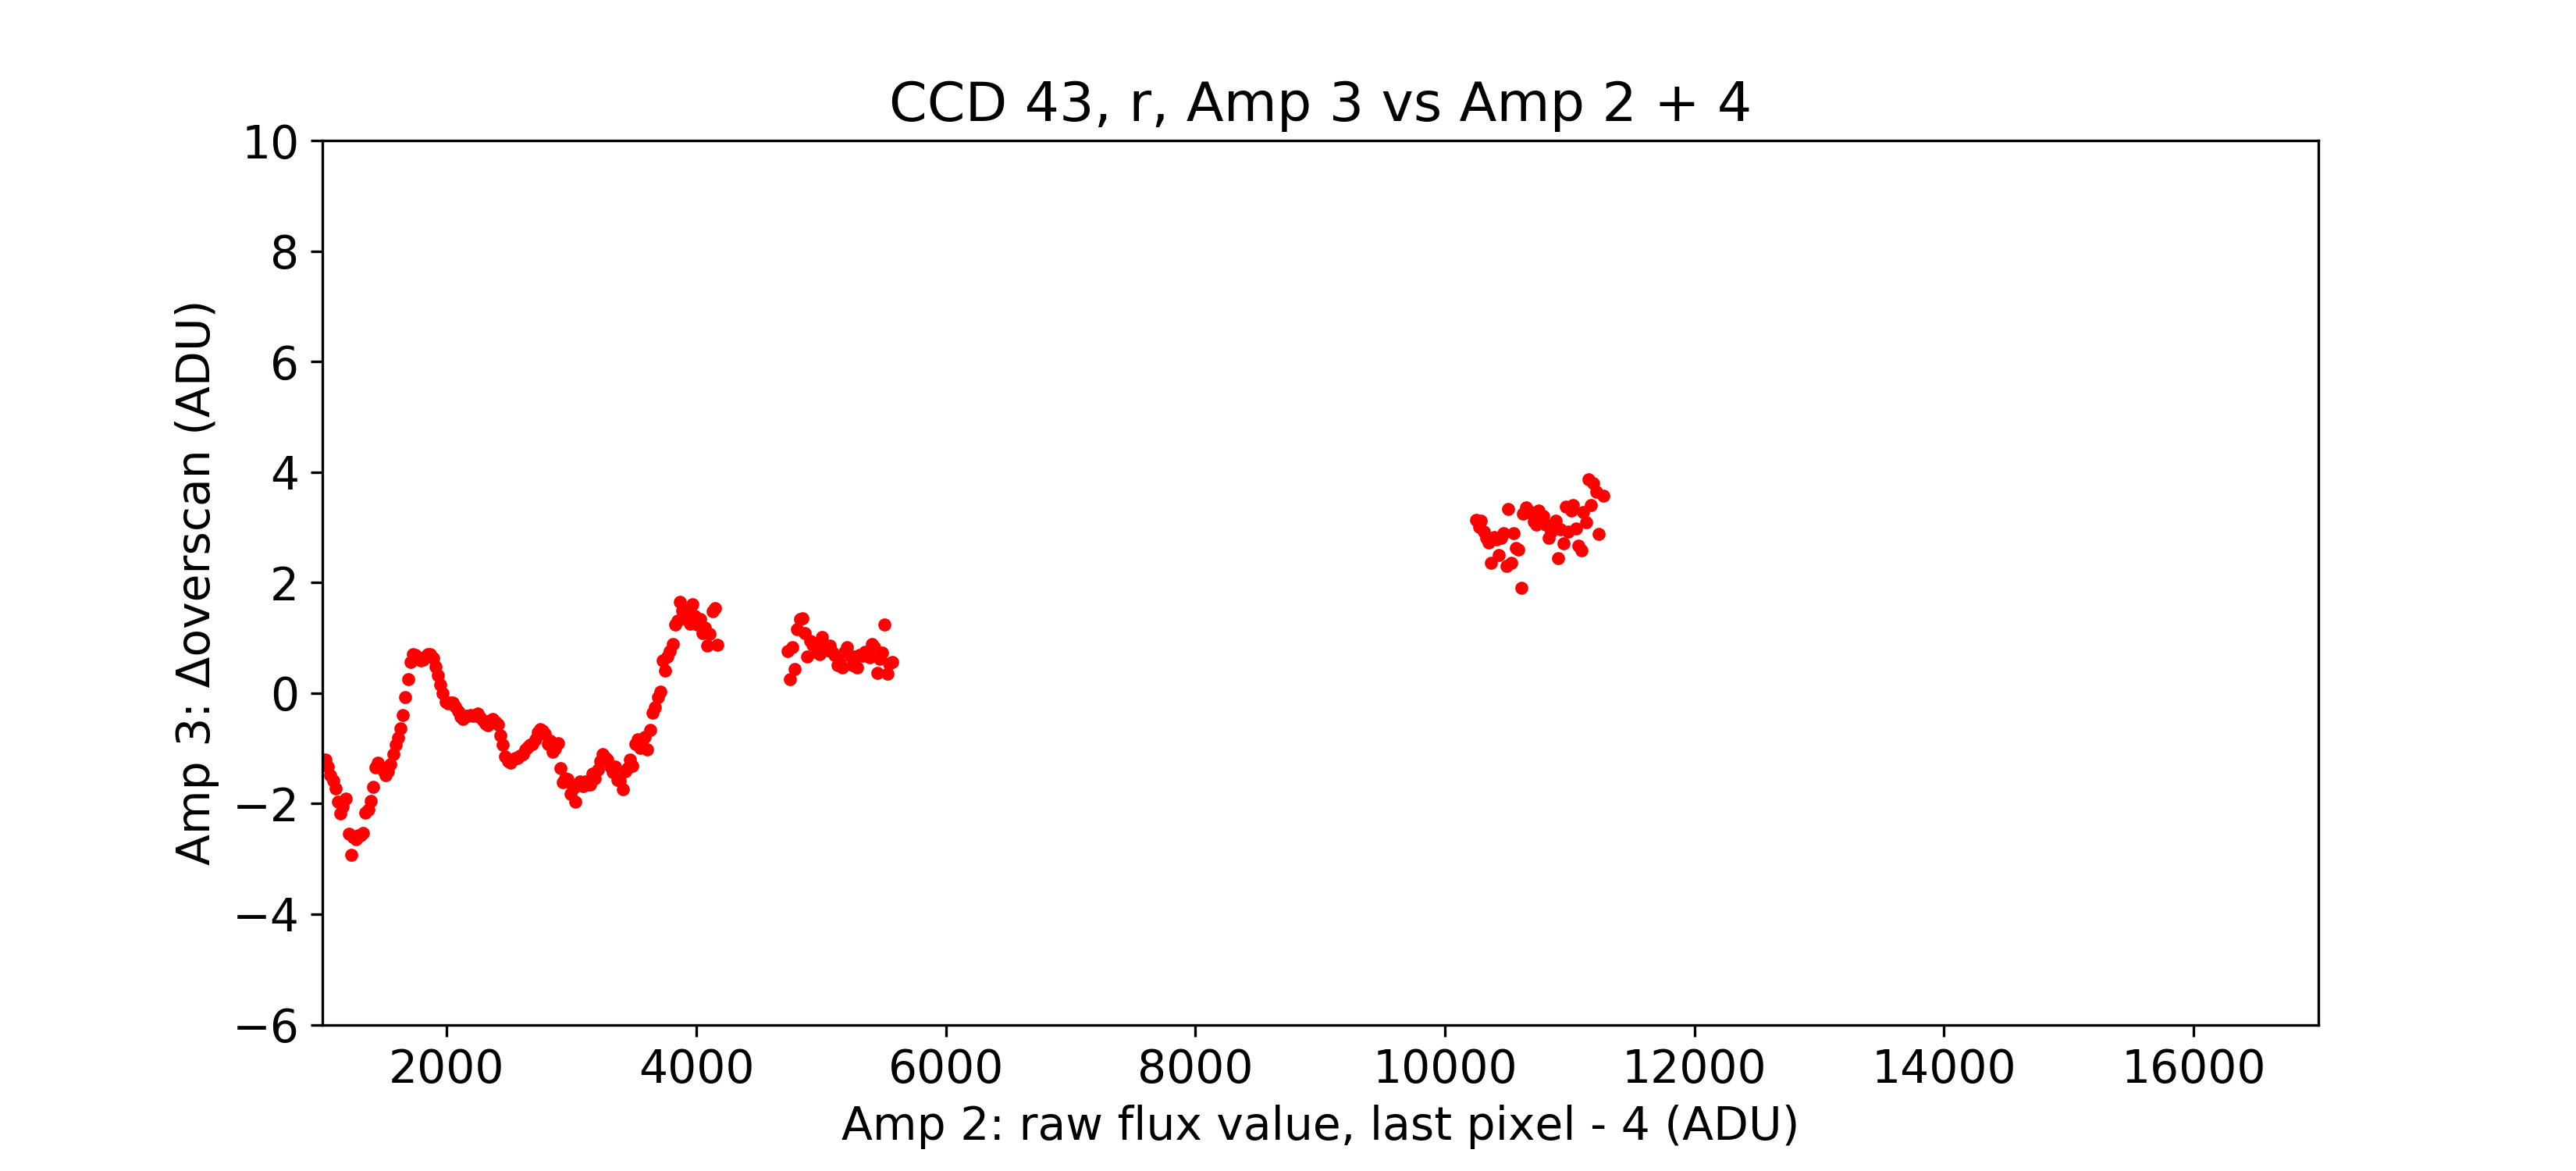 CCD 43, r, Amp 3 vs Amp 2 + 4
Amp 3: Δoverscan (ADU)
10
8
6
4
2
0
−2
−4
−6
2000 4000 6000 8000 10000 12000 14000 16000
Amp 2: raw flux value, last pixel - 4 (ADU)